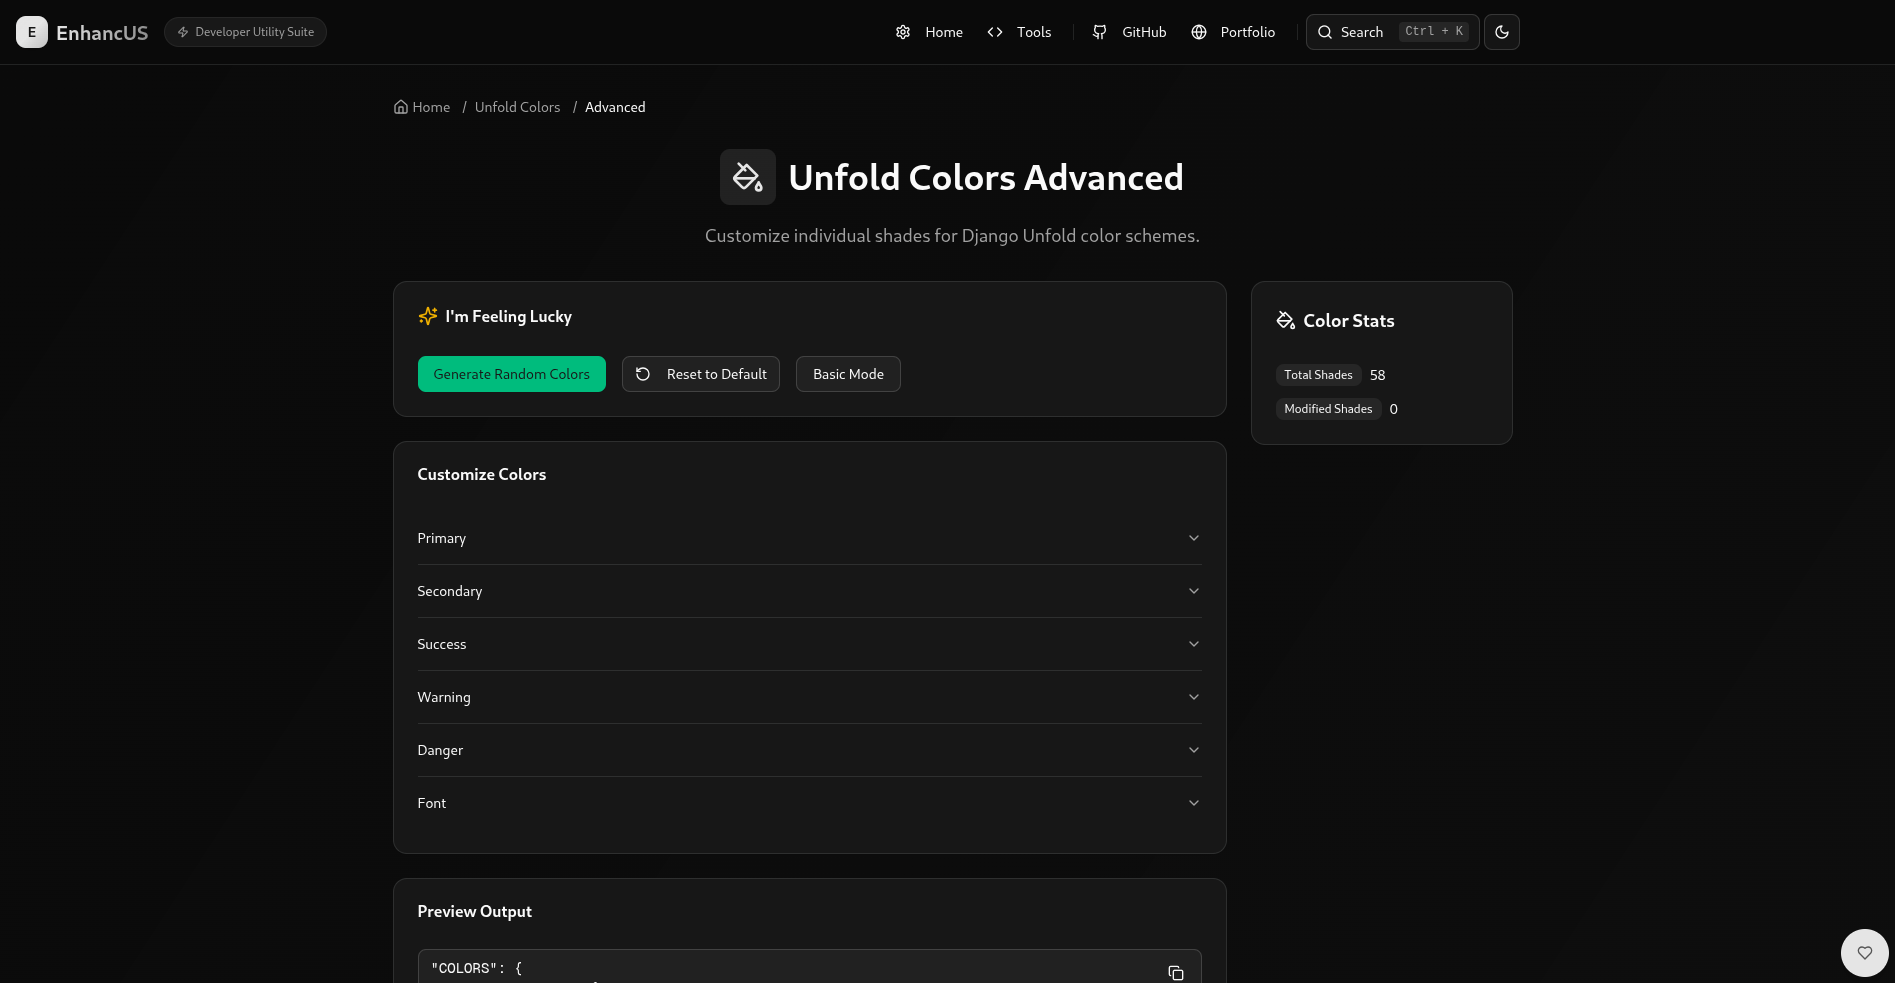 E EnhancUS Developer Utility Suite Home Tools GitHub Portfolio Search Ctrl + K
Home / Unfold Colors / Advanced
Unfold Colors Advanced
Customize individual shades for Django Unfold color schemes.
I'm Feeling Lucky
Generate Random Colors Reset to Default Basic Mode
Color Stats
Total Shades 58
Modified Shades 0
Customize Colors
Primary
Secondary
Success
Warning
Danger
Font
Preview Output
"COLORS": {